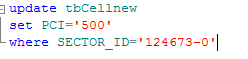 update tbCellnew
set PCI='500'
where SECTOR_ID='124673-0'